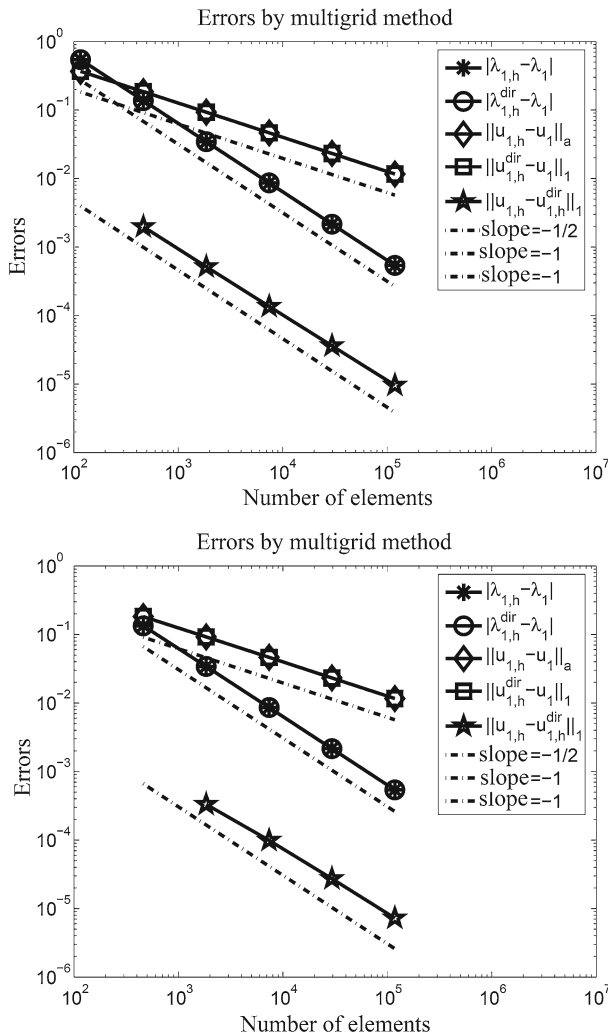 Errors by multigrid method
10^0
10^-1
10^-2
10^-3
10^-4
10^-5
10^-6
Errors
10^2
10^3
10^4
10^5
10^6
10^7
Number of elements
|λ_{1,h}−λ_1|
|λ_{1,h}^{dir}−λ_1|
||u_{1,h}−u_1||_a
||u_{1,h}^{dir}−u_1||_1
||u_{1,h}−u_{1,h}^{dir}||_1
slope=−1/2
slope=−1
slope=−1
Errors by multigrid method
10^0
10^-1
10^-2
10^-3
10^-4
10^-5
10^-6
Errors
10^2
10^3
10^4
10^5
10^6
10^7
Number of elements
|λ_{1,h}−λ_1|
|λ_{1,h}^{dir}−λ_1|
||u_{1,h}−u_1||_a
||u_{1,h}^{dir}−u_1||_1
||u_{1,h}−u_{1,h}^{dir}||_1
slope=−1/2
slope=−1
slope=−1